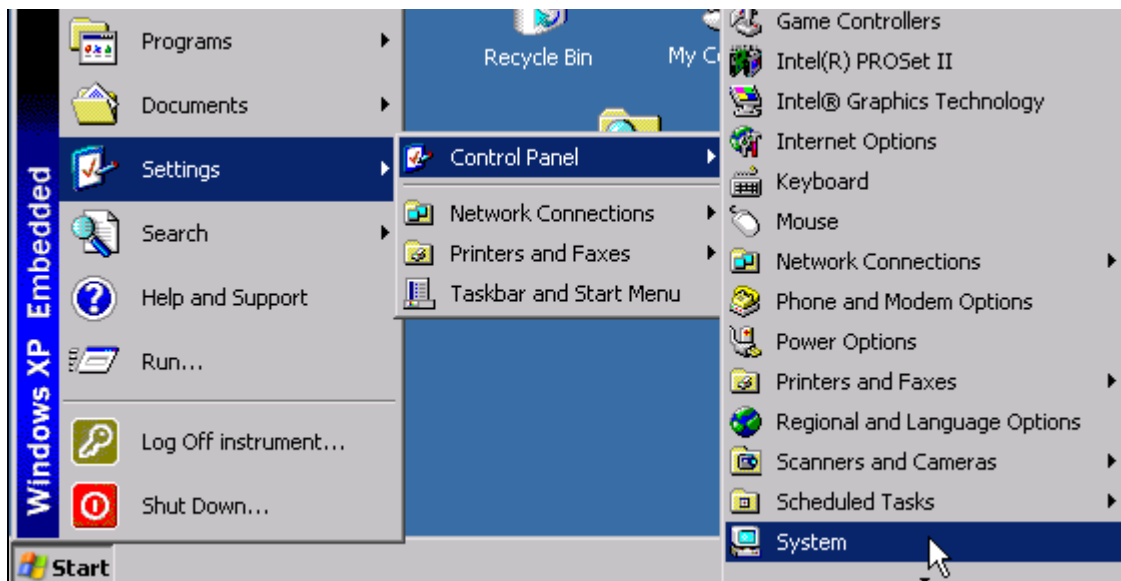 Windows XP Embedded
Programs
Documents
Settings
Search
Help and Support
Run...
Log Off instrument...
Shut Down...
Start
Recycle Bin
My C
Control Panel
Network Connections
Printers and Faxes
Taskbar and Start Menu
Game Controllers
Intel(R) PROSet II
Intel® Graphics Technology
Internet Options
Keyboard
Mouse
Network Connections
Phone and Modem Options
Power Options
Printers and Faxes
Regional and Language Options
Scanners and Cameras
Scheduled Tasks
System